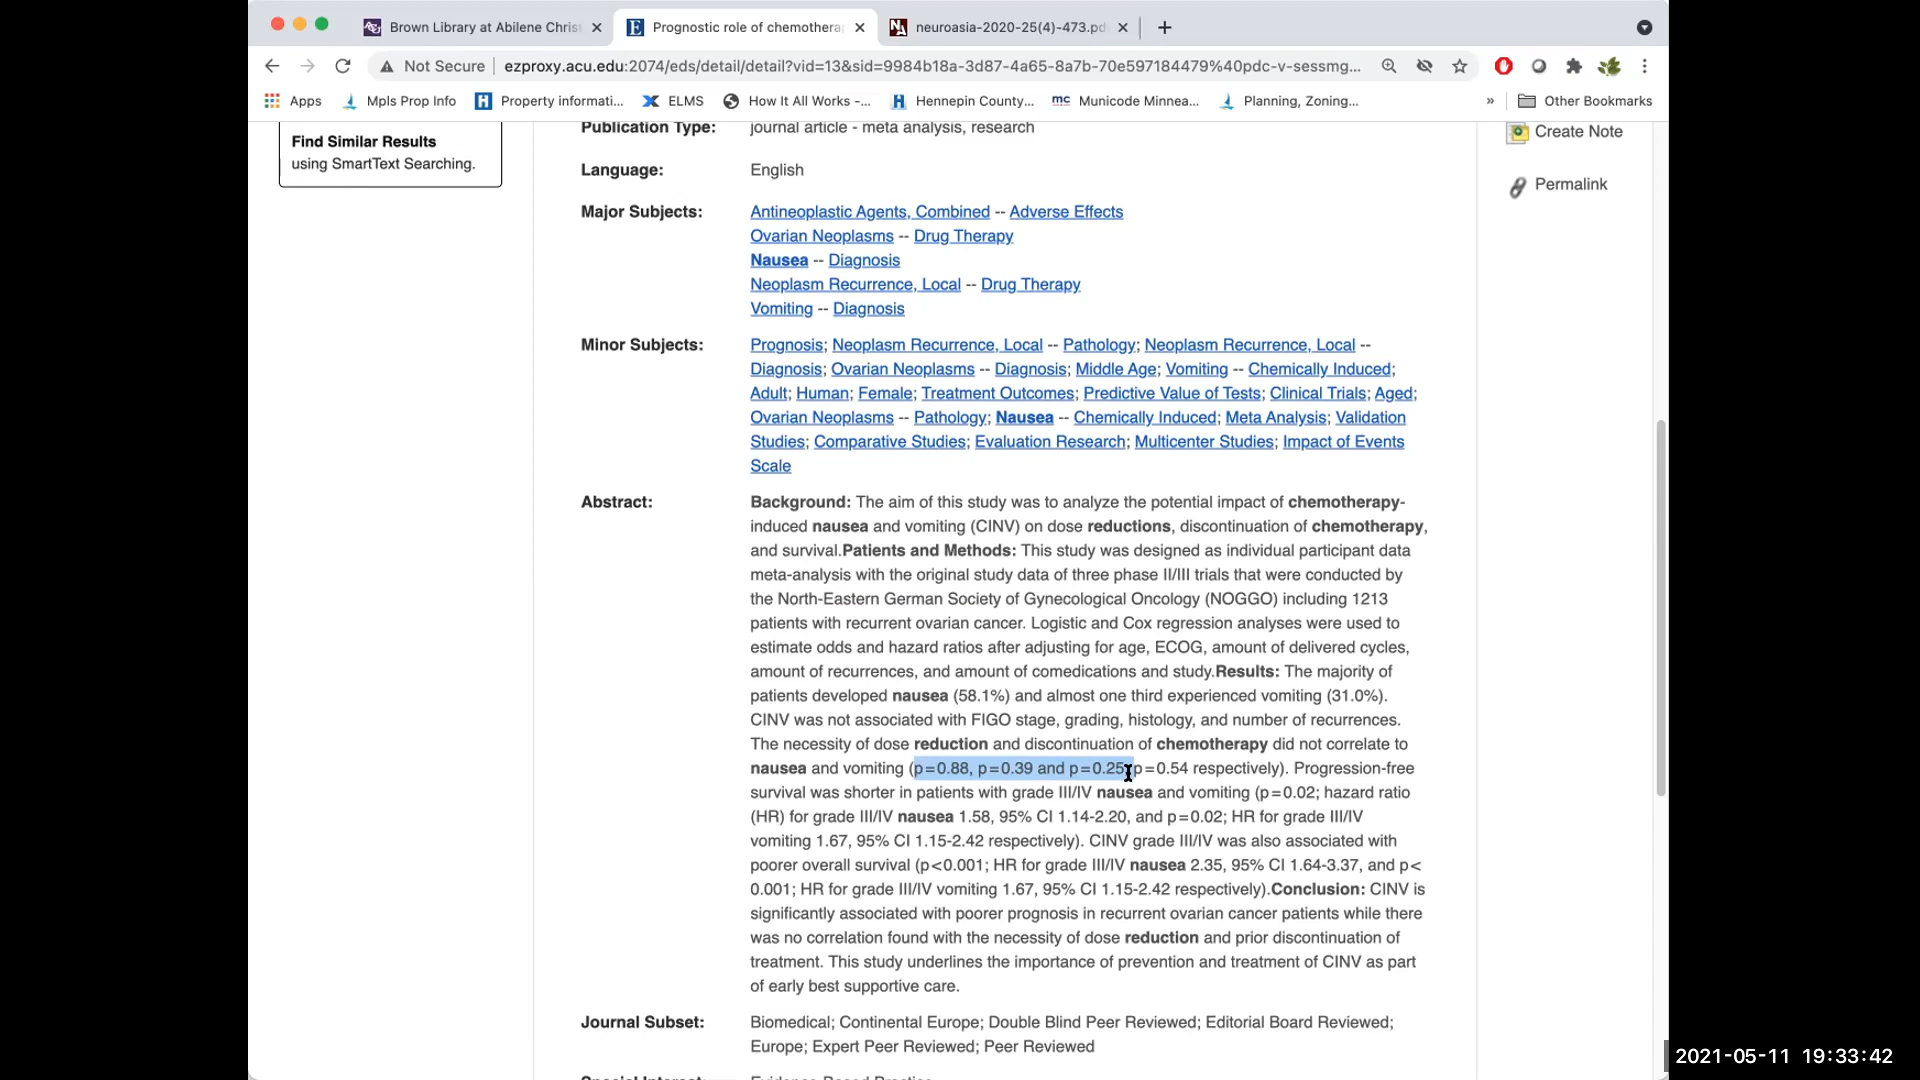 Brown Library at Abilene Christ
Prognostic role of chemothera
neuroasia-2020-25(4)-473.pd
Not Secure
ezproxy.acu.edu:2074/eds/detail/detail?vid=13&sid=9984b18a-3d87-4a65-8a7b-70e597184479%40pdc-v-sessmg...
Apps
Mpls Prop Info
Property informati...
ELMS
How It All Works -...
Hennepin County...
mc Municode Minnea...
Planning, Zoning...
»
Other Bookmarks
Find Similar Results
using SmartText Searching.
Publication Type: journal article - meta analysis, research
Language: English
Major Subjects: Antineoplastic Agents, Combined -- Adverse Effects
Ovarian Neoplasms -- Drug Therapy
Nausea -- Diagnosis
Neoplasm Recurrence, Local -- Drug Therapy
Vomiting -- Diagnosis
Minor Subjects: Prognosis; Neoplasm Recurrence, Local -- Pathology; Neoplasm Recurrence, Local --
Diagnosis; Ovarian Neoplasms -- Diagnosis; Middle Age; Vomiting -- Chemically Induced;
Adult; Human; Female; Treatment Outcomes; Predictive Value of Tests; Clinical Trials; Aged;
Ovarian Neoplasms -- Pathology; Nausea -- Chemically Induced; Meta Analysis; Validation
Studies; Comparative Studies; Evaluation Research; Multicenter Studies; Impact of Events
Scale
Abstract: Background: The aim of this study was to analyze the potential impact of chemotherapy-
induced nausea and vomiting (CINV) on dose reductions, discontinuation of chemotherapy,
and survival.Patients and Methods: This study was designed as individual participant data
meta-analysis with the original study data of three phase II/III trials that were conducted by
the North-Eastern German Society of Gynecological Oncology (NOGGO) including 1213
patients with recurrent ovarian cancer. Logistic and Cox regression analyses were used to
estimate odds and hazard ratios after adjusting for age, ECOG, amount of delivered cycles,
amount of recurrences, and amount of comedications and study.Results: The majority of
patients developed nausea (58.1%) and almost one third experienced vomiting (31.0%).
CINV was not associated with FIGO stage, grading, histology, and number of recurrences.
The necessity of dose reduction and discontinuation of chemotherapy did not correlate to
nausea and vomiting (p=0.88, p=0.39 and p=0.25, p=0.54 respectively). Progression-free
survival was shorter in patients with grade III/IV nausea and vomiting (p=0.02; hazard ratio
(HR) for grade III/IV nausea 1.58, 95% CI 1.14-2.20, and p=0.02; HR for grade III/IV
vomiting 1.67, 95% CI 1.15-2.42 respectively). CINV grade III/IV was also associated with
poorer overall survival (p<0.001; HR for grade III/IV nausea 2.35, 95% CI 1.64-3.37, and p<
0.001; HR for grade III/IV vomiting 1.67, 95% CI 1.15-2.42 respectively).Conclusion: CINV is
significantly associated with poorer prognosis in recurrent ovarian cancer patients while there
was no correlation found with the necessity of dose reduction and prior discontinuation of
treatment. This study underlines the importance of prevention and treatment of CINV as part
of early best supportive care.
Journal Subset: Biomedical; Continental Europe; Double Blind Peer Reviewed; Editorial Board Reviewed;
Europe; Expert Peer Reviewed; Peer Reviewed
Special Interest: Evidence-Based Practice
Create Note
Permalink
2021-05-11 19:33:42